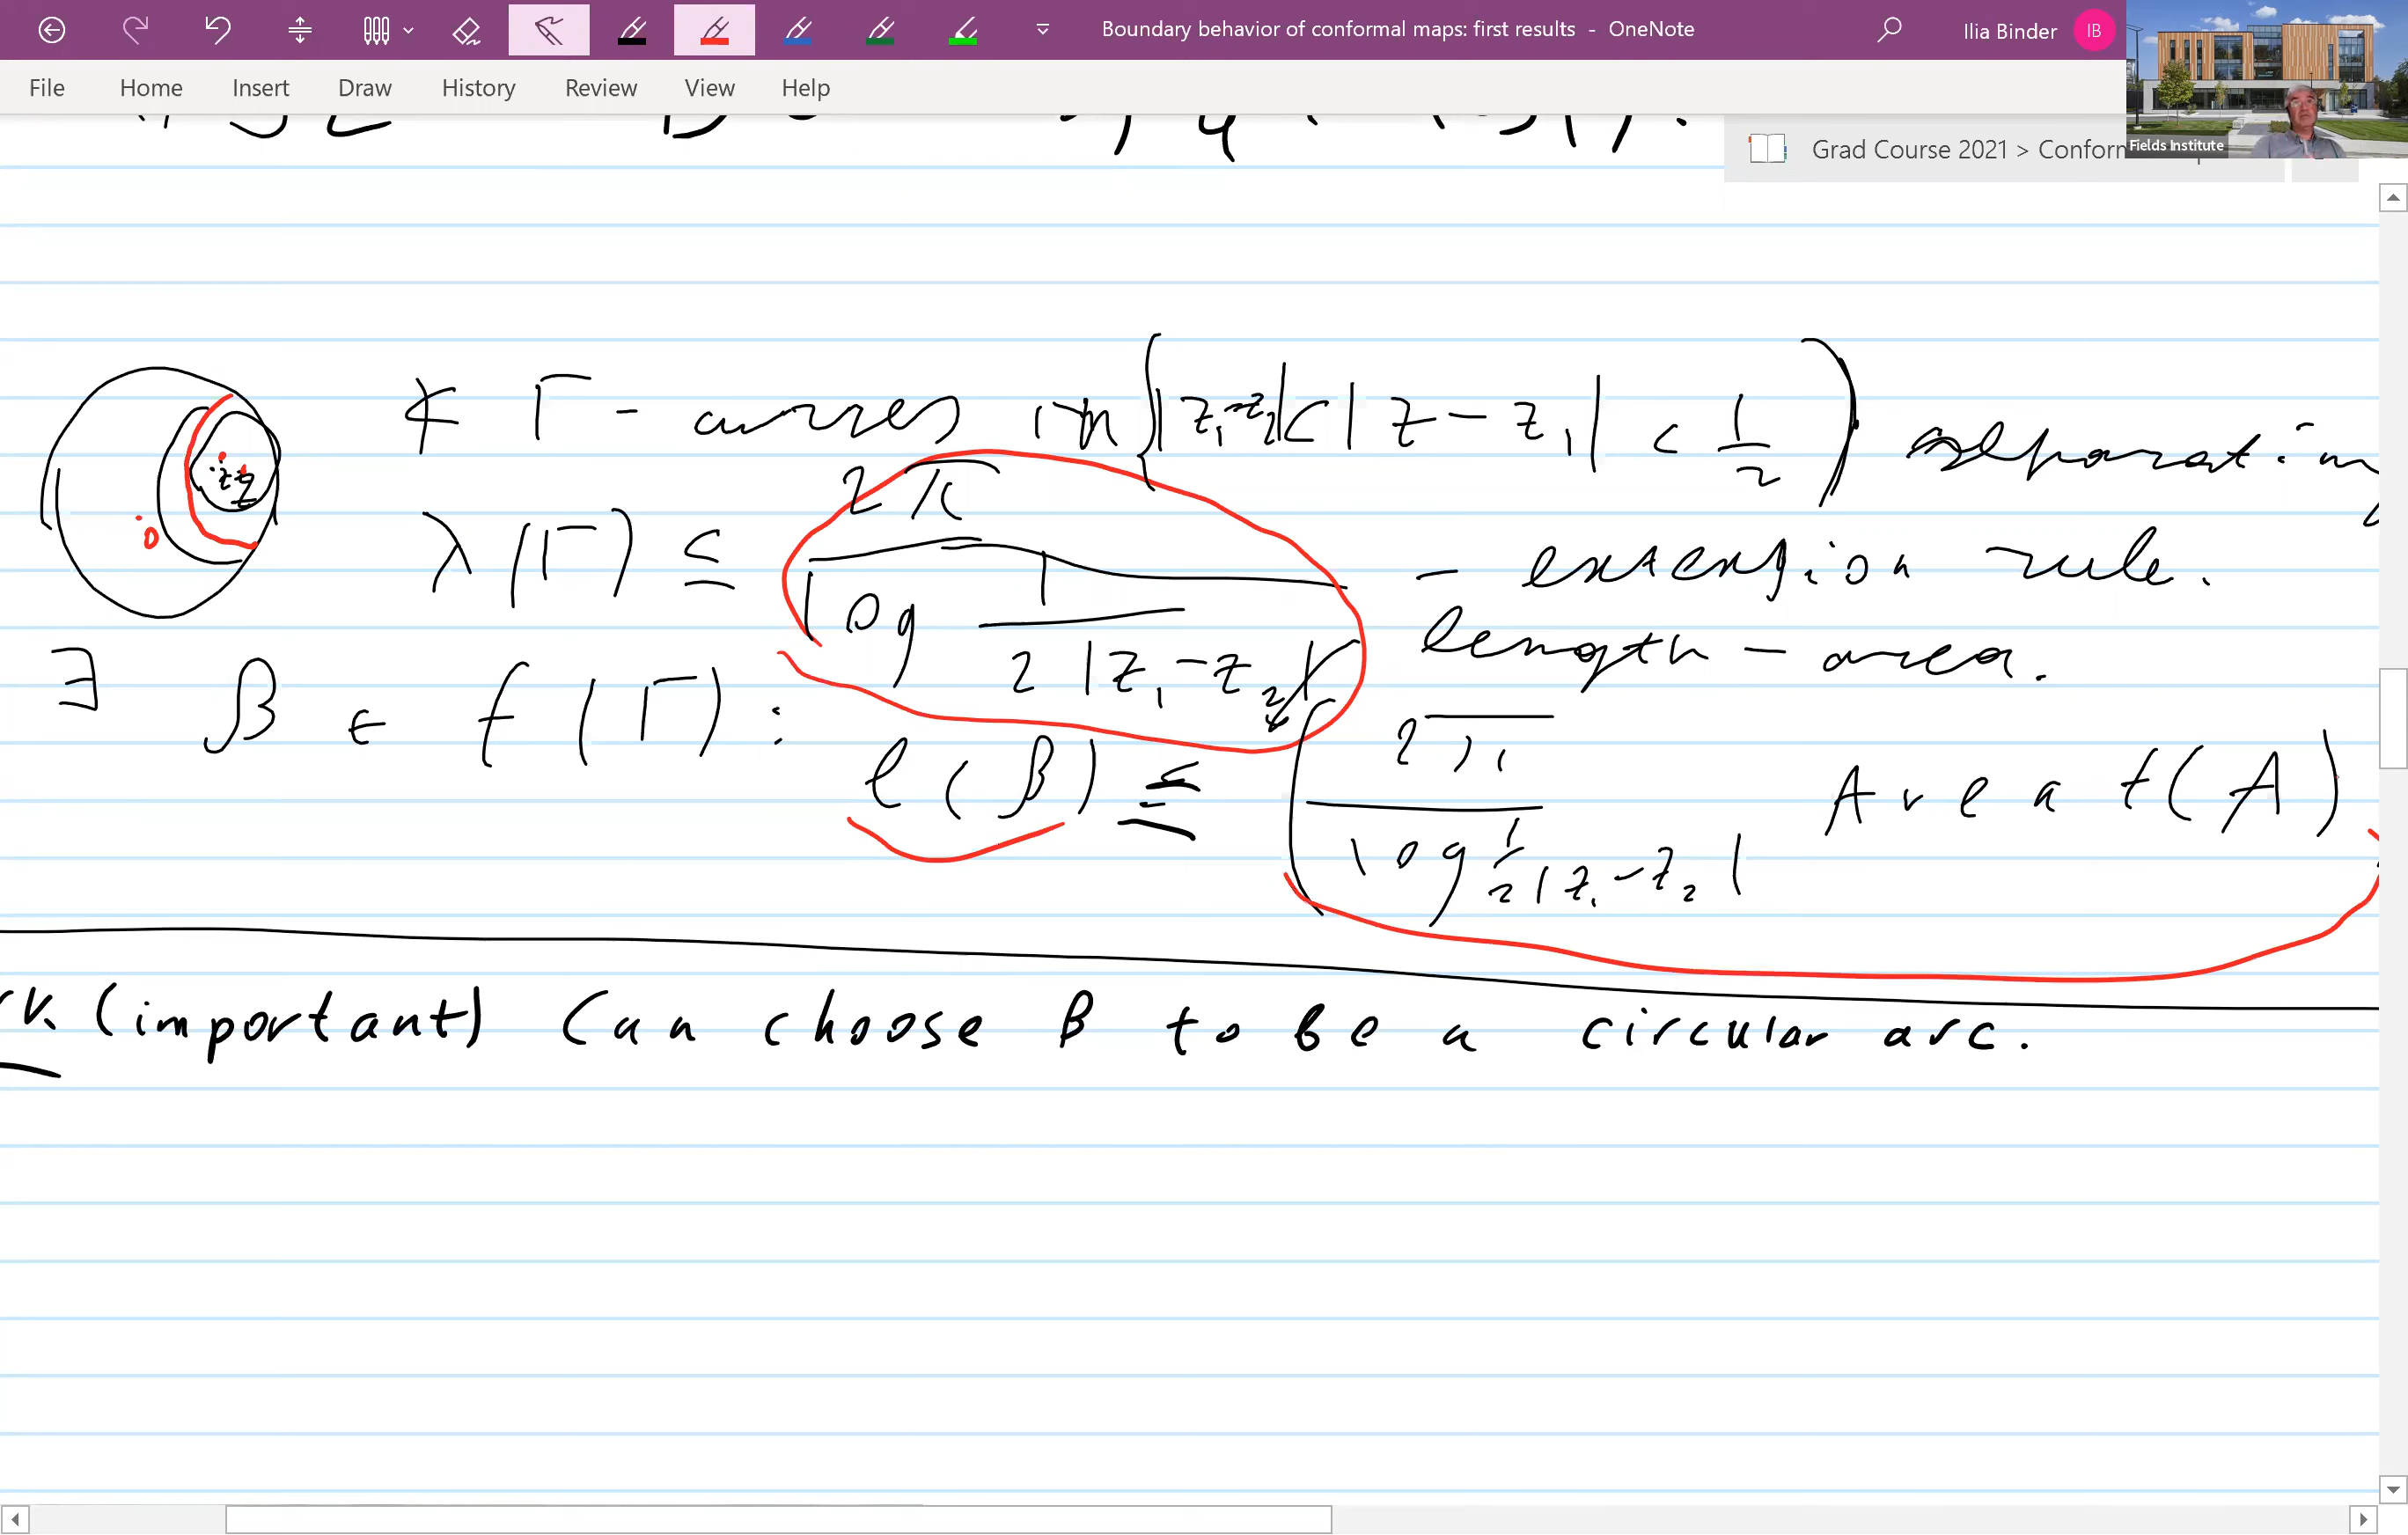 Boundary behavior of conformal maps: first results - OneNote
Ilia Binder
IB
File Home Insert Draw History Review View Help
Grad Course 2021 > Conform
Fields Institute
Γ - curves in {|z₁-z₂| < |z - z₁| < 1/2} separating
λ(Γ) ≤ 2π / log 1/(2|z₁-z₂|) - extension rule.
length - area.
∃ β ∈ f(Γ):
ℓ(β) ≤ (2π / log 1/(2|z₁-z₂|) Area f(A)
rk. (important) Can choose β to be a circular arc.